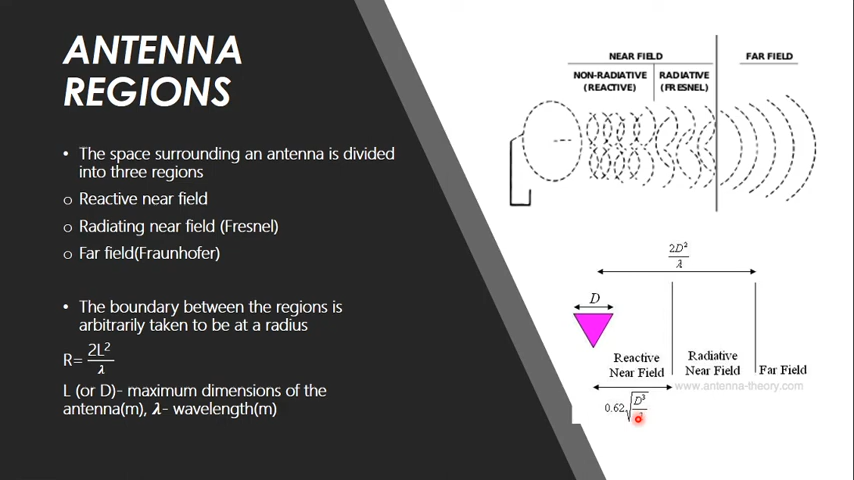 ANTENNA
REGIONS
• The space surrounding an antenna is divided
into three regions
o Reactive near field
o Radiating near field (Fresnel)
o Far field(Fraunhofer)
• The boundary between the regions is
arbitrarily taken to be at a radius
R= 2L²/λ
L (or D)- maximum dimensions of the
antenna(m), λ- wavelength(m)
NEAR FIELD
FAR FIELD
NON-RADIATIVE
(REACTIVE)
RADIATIVE
(FRESNEL)
2D²/λ
D
Reactive
Near Field
Radiative
Near Field
Far Field
www.antenna-theory.com
0.62√D³